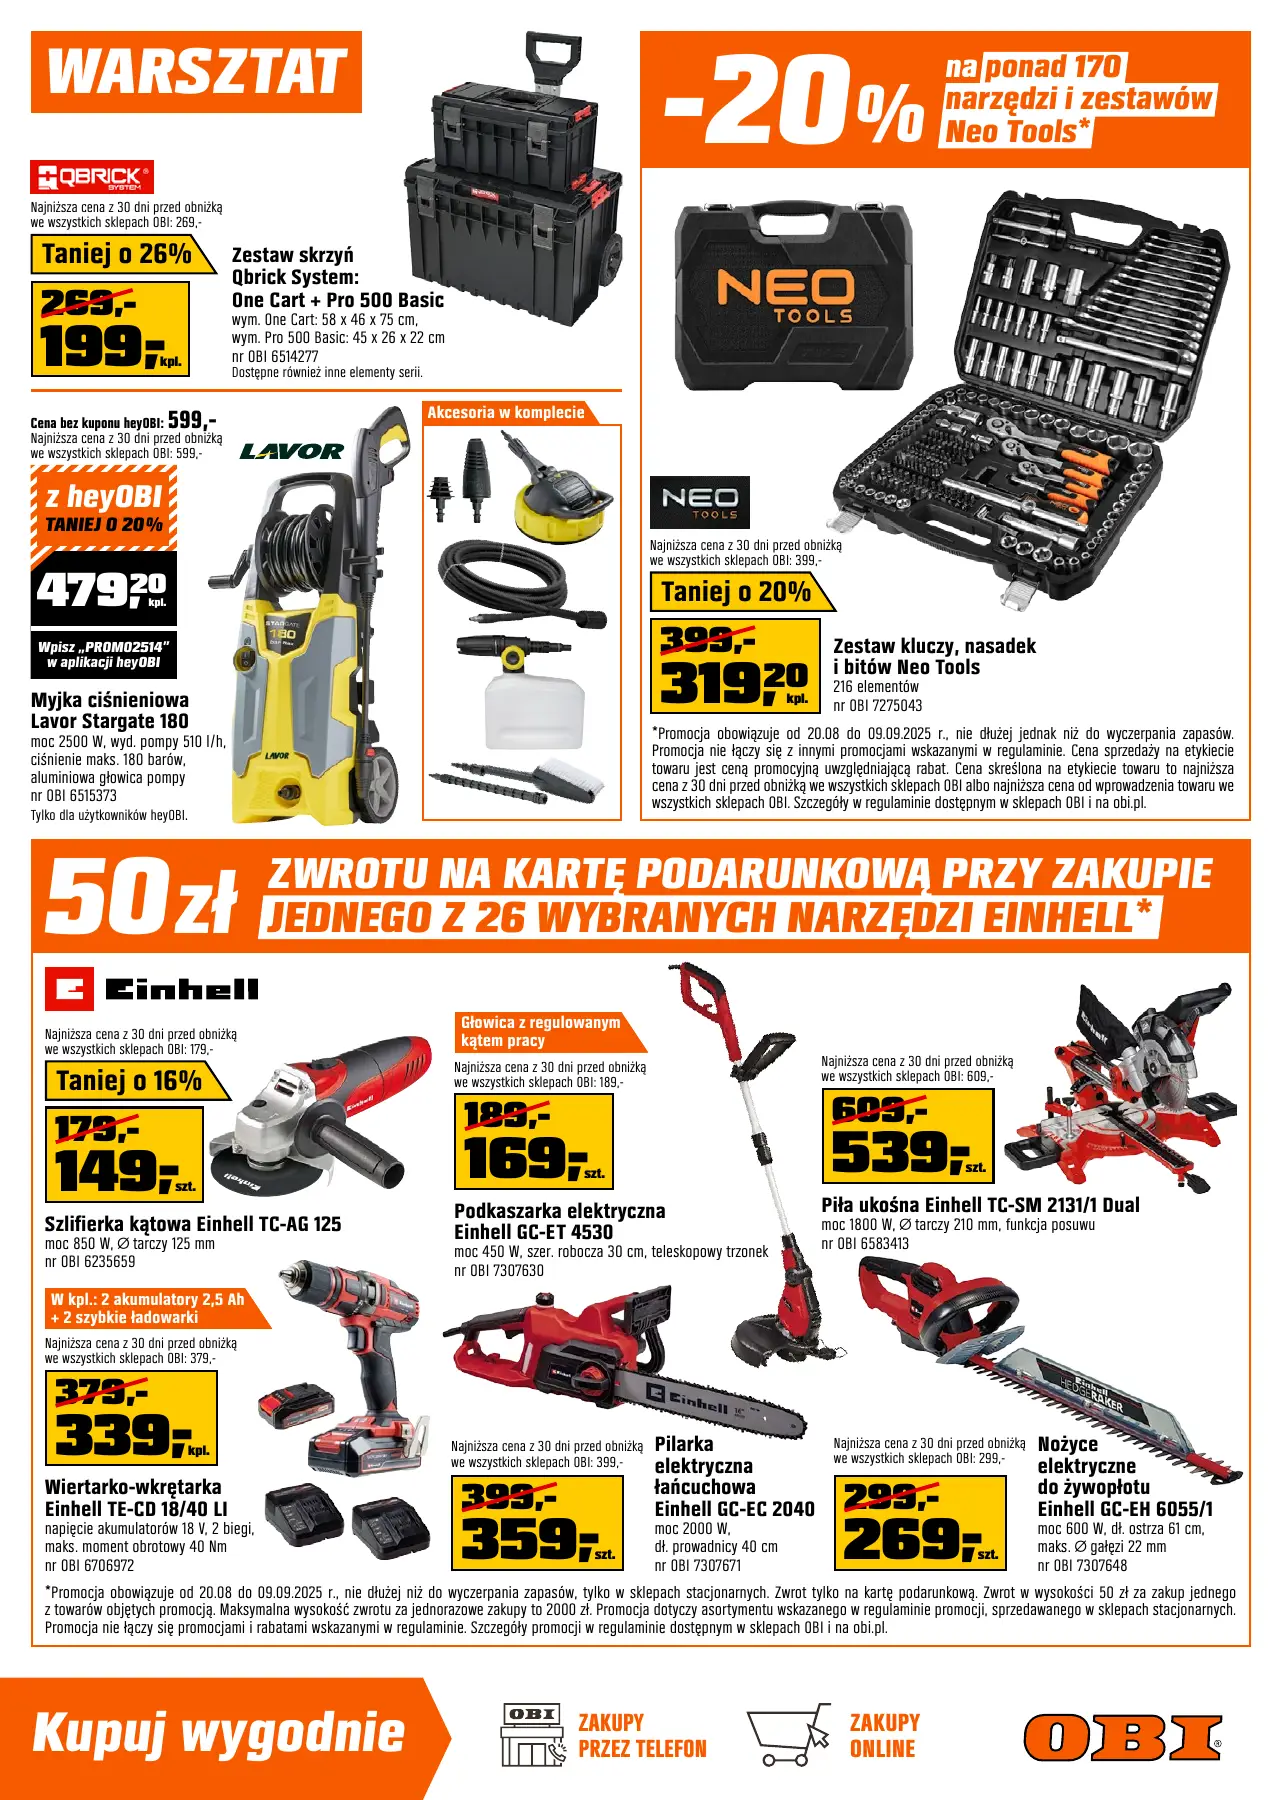 WARSZTAT
QBRICK®
SYSTEM
Najniższa cena z 30 dni przed obniżką
we wszystkich sklepach OBI: 269,-
Taniej o 26%
269,-
199,- kpl.
Zestaw skrzyń
Qbrick System:
One Cart + Pro 500 Basic
wym. One Cart: 58 x 46 x 75 cm,
wym. Pro 500 Basic: 45 x 26 x 22 cm
nr OBI 6514277
Dostępne również inne elementy serii.
-20%
na ponad 170
narzędzi i zestawów
Neo Tools*
NEO
TOOLS
NEO
TOOLS
Najniższa cena z 30 dni przed obniżką
we wszystkich sklepach OBI: 399,-
Taniej o 20%
399,-
319,20 kpl.
Zestaw kluczy, nasadek
i bitów Neo Tools
216 elementów
nr OBI 7275043
*Promocja obowiązuje od 20.08 do 09.09.2025 r., nie dłużej jednak niż do wyczerpania zapasów.
Promocja nie łączy się z innymi promocjami wskazanymi w regulaminie. Cena sprzedaży na etykiecie
towaru jest ceną promocyjną uwzględniającą rabat. Cena skreślona na etykiecie towaru to najniższa
cena z 30 dni przed obniżką we wszystkich sklepach OBI albo najniższa cena od wprowadzenia towaru we
wszystkich sklepach OBI. Szczegóły w regulaminie dostępnym w sklepach OBI i na obi.pl.
Cena bez kuponu heyOBI: 599,-
Najniższa cena z 30 dni przed obniżką
we wszystkich sklepach OBI: 599,-
z heyOBI
TANIEJ O 20%
479,20 kpl.
Wpisz „PROMO2514”
w aplikacji heyOBI
Myjka ciśnieniowa
Lavor Stargate 180
moc 2500 W, wyd. pompy 510 l/h,
ciśnienie maks. 180 barów,
aluminiowa głowica pompy
nr OBI 6515373
Tylko dla użytkowników heyOBI.
LAVOR
STARGATE
180
LAVOR
Akcesoria w komplecie
50 zł
ZWROTU NA KARTĘ PODARUNKOWĄ PRZY ZAKUPIE
JEDNEGO Z 26 WYBRANYCH NARZĘDZI EINHELL*
Einhell
Najniższa cena z 30 dni przed obniżką
we wszystkich sklepach OBI: 179,-
Taniej o 16%
179,-
149,- szt.
Einhell
Szlifierka kątowa Einhell TC-AG 125
moc 850 W, Ø tarczy 125 mm
nr OBI 6235659
Głowica z regulowanym
kątem pracy
Najniższa cena z 30 dni przed obniżką
we wszystkich sklepach OBI: 189,-
189,-
169,- szt.
Podkaszarka elektryczna
Einhell GC-ET 4530
moc 450 W, szer. robocza 30 cm, teleskopowy trzonek
nr OBI 7307630
Einhell
Najniższa cena z 30 dni przed obniżką
we wszystkich sklepach OBI: 609,-
609,-
539,- szt.
Piła ukośna Einhell TC-SM 2131/1 Dual
moc 1800 W, Ø tarczy 210 mm, funkcja posuwu
nr OBI 6583413
W kpl.: 2 akumulatory 2,5 Ah
+ 2 szybkie ładowarki
Najniższa cena z 30 dni przed obniżką
we wszystkich sklepach OBI: 379,-
379,-
339,- kpl.
Wiertarko-wkrętarka
Einhell TE-CD 18/40 LI
napięcie akumulatorów 18 V, 2 biegi,
maks. moment obrotowy 40 Nm
nr OBI 6706972
Einhell
Najniższa cena z 30 dni przed obniżką
we wszystkich sklepach OBI: 399,-
399,-
359,- szt.
Pilarka
elektryczna
łańcuchowa
Einhell GC-EC 2040
moc 2000 W,
dł. prowadnicy 40 cm
nr OBI 7307671
Einhell
HEDGERAKER
Najniższa cena z 30 dni przed obniżką
we wszystkich sklepach OBI: 299,-
299,-
269,- szt.
Nożyce
elektryczne
do żywopłotu
Einhell GC-EH 6055/1
moc 600 W, dł. ostrza 61 cm,
maks. Ø gałęzi 22 mm
nr OBI 7307648
*Promocja obowiązuje od 20.08 do 09.09.2025 r., nie dłużej niż do wyczerpania zapasów, tylko w sklepach stacjonarnych. Zwrot tylko na kartę podarunkową. Zwrot w wysokości 50 zł za zakup jednego
z towarów objętych promocją. Maksymalna wysokość zwrotu za jednorazowe zakupy to 2000 zł. Promocja dotyczy asortymentu wskazanego w regulaminie promocji, sprzedawanego w sklepach stacjonarnych.
Promocja nie łączy się promocjami i rabatami wskazanymi w regulaminie. Szczegóły promocji w regulaminie dostępnym w sklepach OBI i na obi.pl.
Kupuj wygodnie
OBI
ZAKUPY
PRZEZ TELEFON
ZAKUPY
ONLINE
OBI®